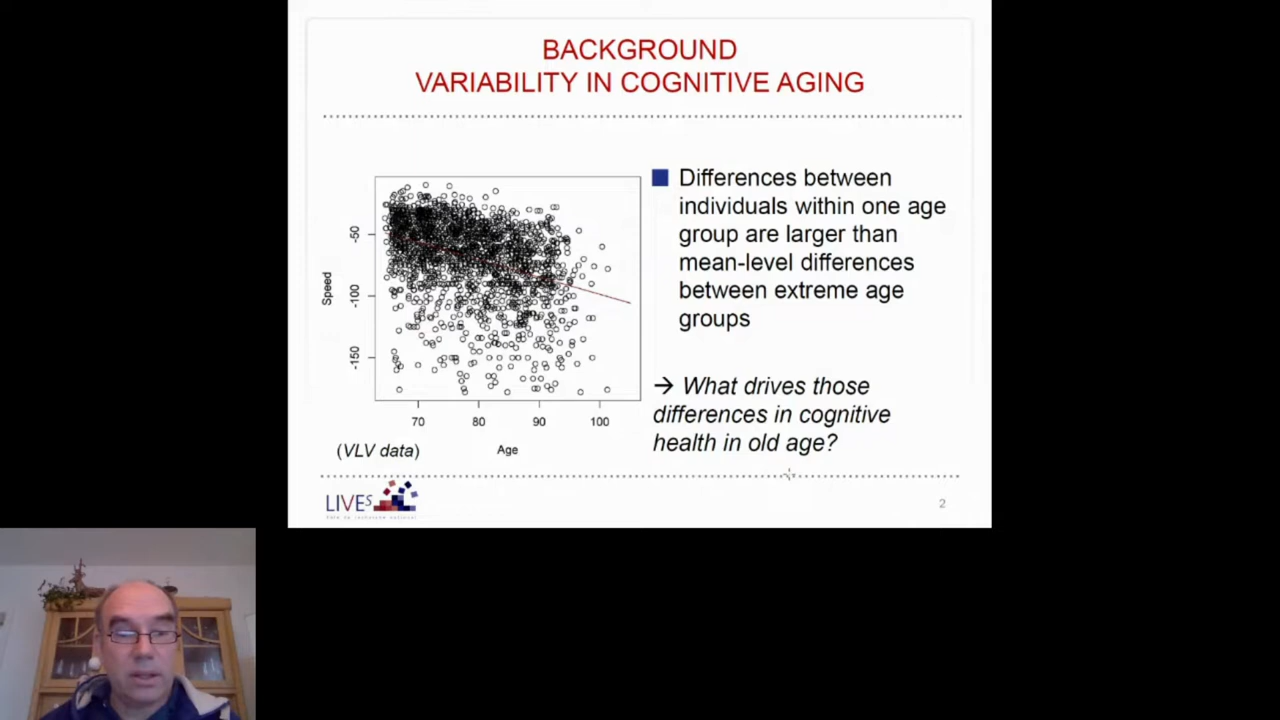 BACKGROUND
VARIABILITY IN COGNITIVE AGING
Differences between
individuals within one age
group are larger than
mean-level differences
between extreme age
groups
→ What drives those
differences in cognitive
health in old age?
Speed
-50
-100
-150
70 80 90 100
Age
(VLV data)
LIVES
2